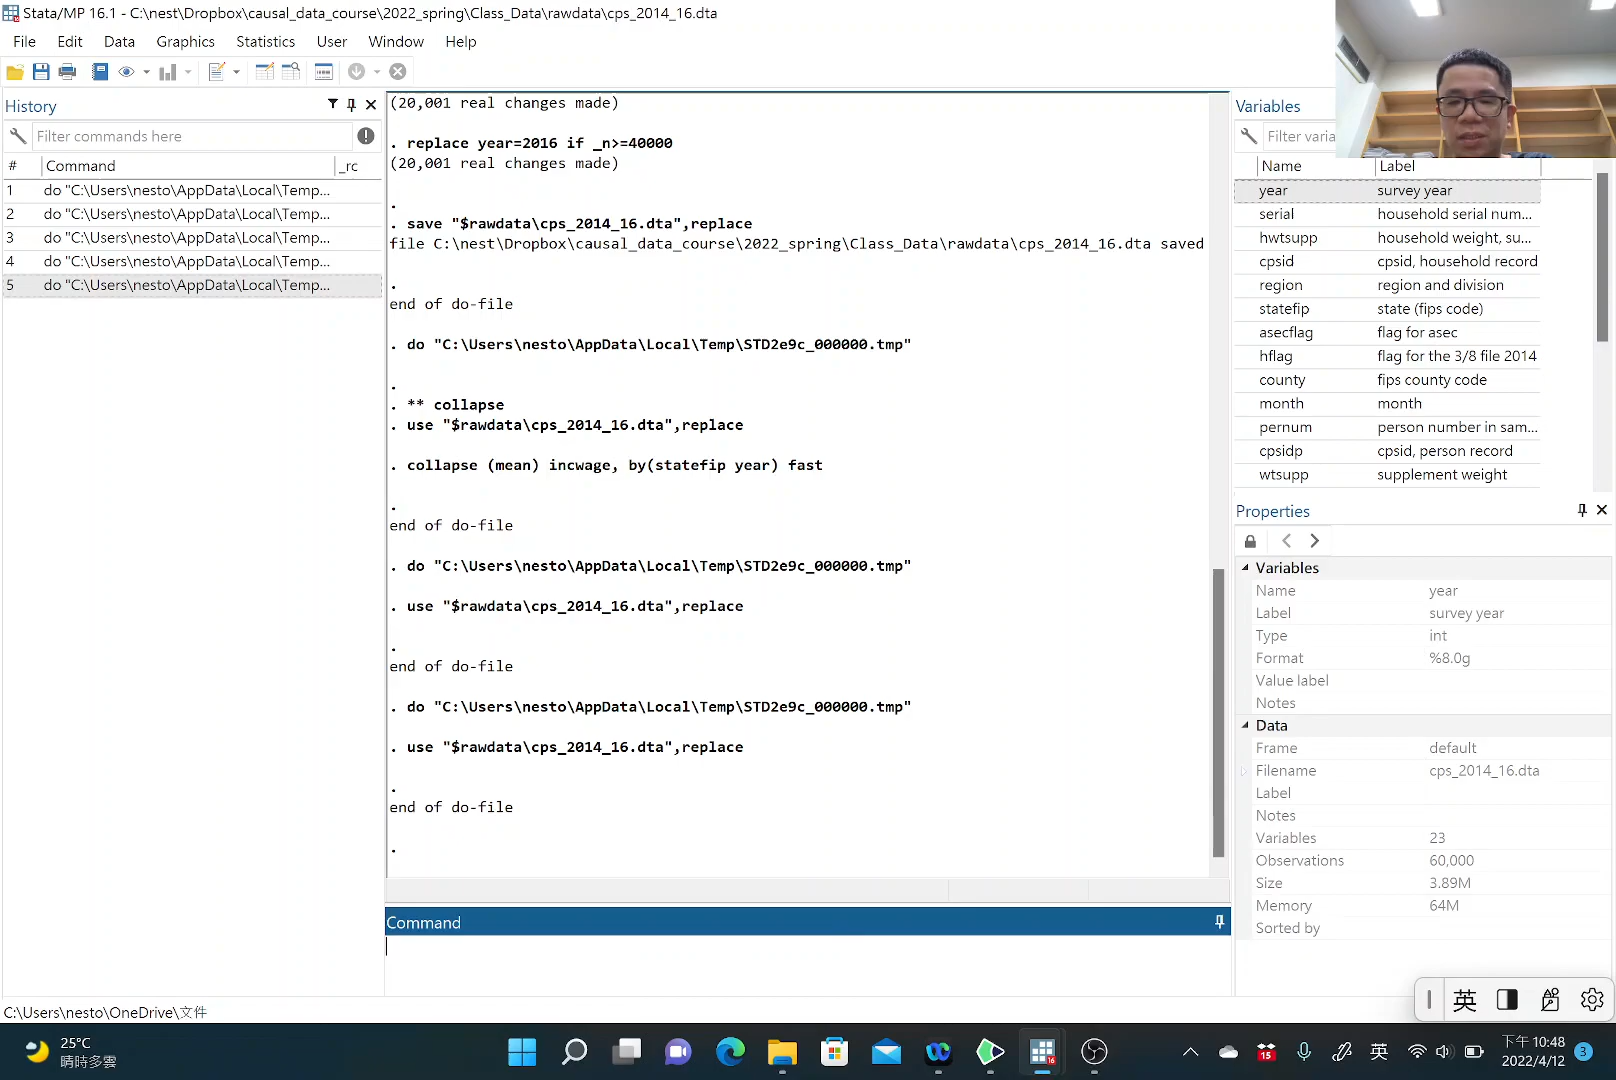 Stata/MP 16.1 - C:\nest\Dropbox\causal_data_course\2022_spring\Class_Data\rawdata\cps_2014_16.dta
File Edit Data Graphics Statistics User Window Help
History
Filter commands here
# Command _rc
1 do "C:\Users\nesto\AppData\Local\Temp...
2 do "C:\Users\nesto\AppData\Local\Temp...
3 do "C:\Users\nesto\AppData\Local\Temp...
4 do "C:\Users\nesto\AppData\Local\Temp...
5 do "C:\Users\nesto\AppData\Local\Temp...
(20,001 real changes made)
. replace year=2016 if _n>=40000
(20,001 real changes made)
.
. save "$rawdata\cps_2014_16.dta",replace
file C:\nest\Dropbox\causal_data_course\2022_spring\Class_Data\rawdata\cps_2014_16.dta saved
.
end of do-file
. do "C:\Users\nesto\AppData\Local\Temp\STD2e9c_000000.tmp"
.
. ** collapse
. use "$rawdata\cps_2014_16.dta",replace
. collapse (mean) incwage, by(statefip year) fast
.
end of do-file
. do "C:\Users\nesto\AppData\Local\Temp\STD2e9c_000000.tmp"
. use "$rawdata\cps_2014_16.dta",replace
.
end of do-file
. do "C:\Users\nesto\AppData\Local\Temp\STD2e9c_000000.tmp"
. use "$rawdata\cps_2014_16.dta",replace
.
end of do-file
.
Command
Variables
Filter varia
Name Label
year survey year
serial household serial num...
hwtsupp household weight, su...
cpsid cpsid, household record
region region and division
statefip state (fips code)
asecflag flag for asec
hflag flag for the 3/8 file 2014
county fips county code
month month
pernum person number in sam...
cpsidp cpsid, person record
wtsupp supplement weight
Properties
Variables
Name year
Label survey year
Type int
Format %8.0g
Value label
Notes
Data
Frame default
Filename cps_2014_16.dta
Label
Notes
Variables 23
Observations 60,000
Size 3.89M
Memory 64M
Sorted by
英
C:\Users\nesto\OneDrive\文件
25°C
晴時多雲
16
15
英
下午 10:48
2022/4/12
3